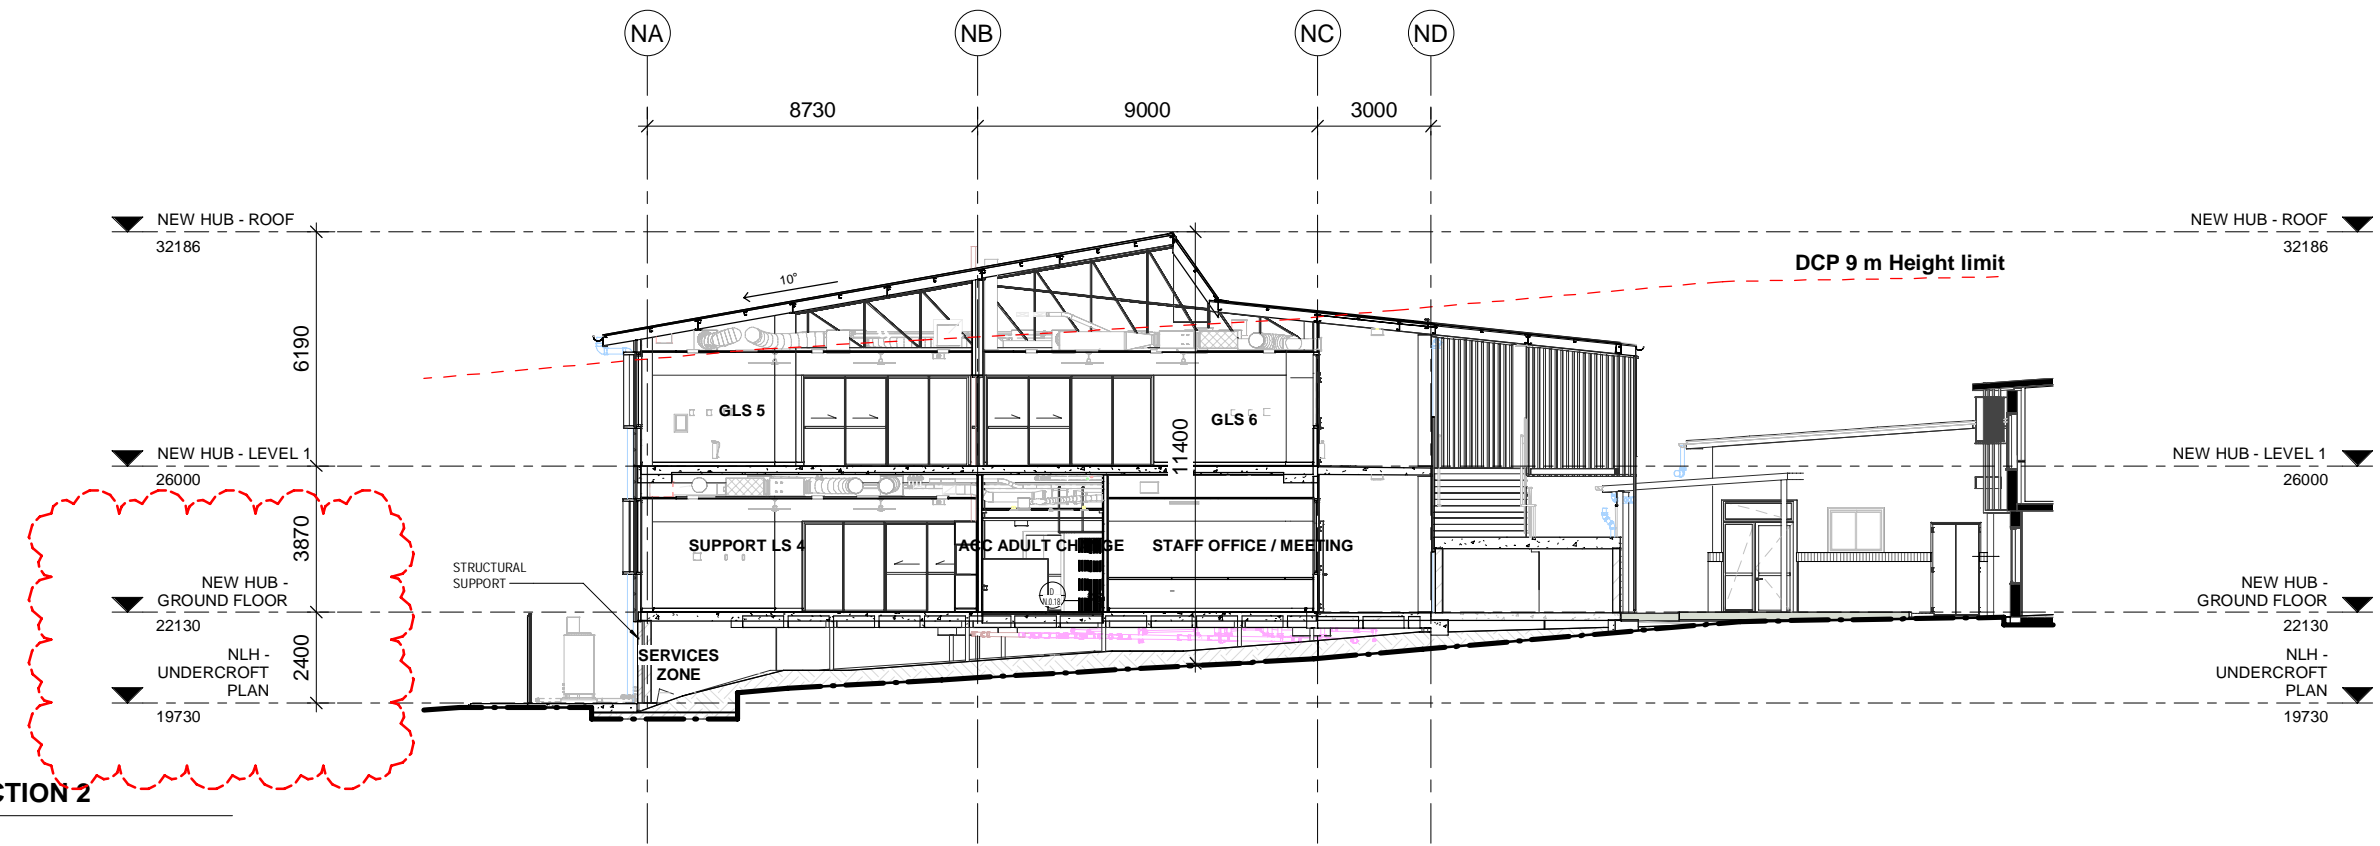 NA
NB
NC
ND
8730
9000
3000
NEW HUB - ROOF
32186
NEW HUB - ROOF
32186
DCP 9 m Height limit
10°
6190
GLS 5
GLS 6
11400
NEW HUB - LEVEL 1
26000
NEW HUB - LEVEL 1
26000
3870
SUPPORT LS 4
ACC ADULT CH GE
STAFF OFFICE / MEETING
STRUCTURAL
SUPPORT
NEW HUB -
GROUND FLOOR
22130
NEW HUB -
GROUND FLOOR
22130
2400
SERVICES
ZONE
NLH -
UNDERCROFT
PLAN
19730
NLH -
UNDERCROFT
PLAN
19730
CTION 2